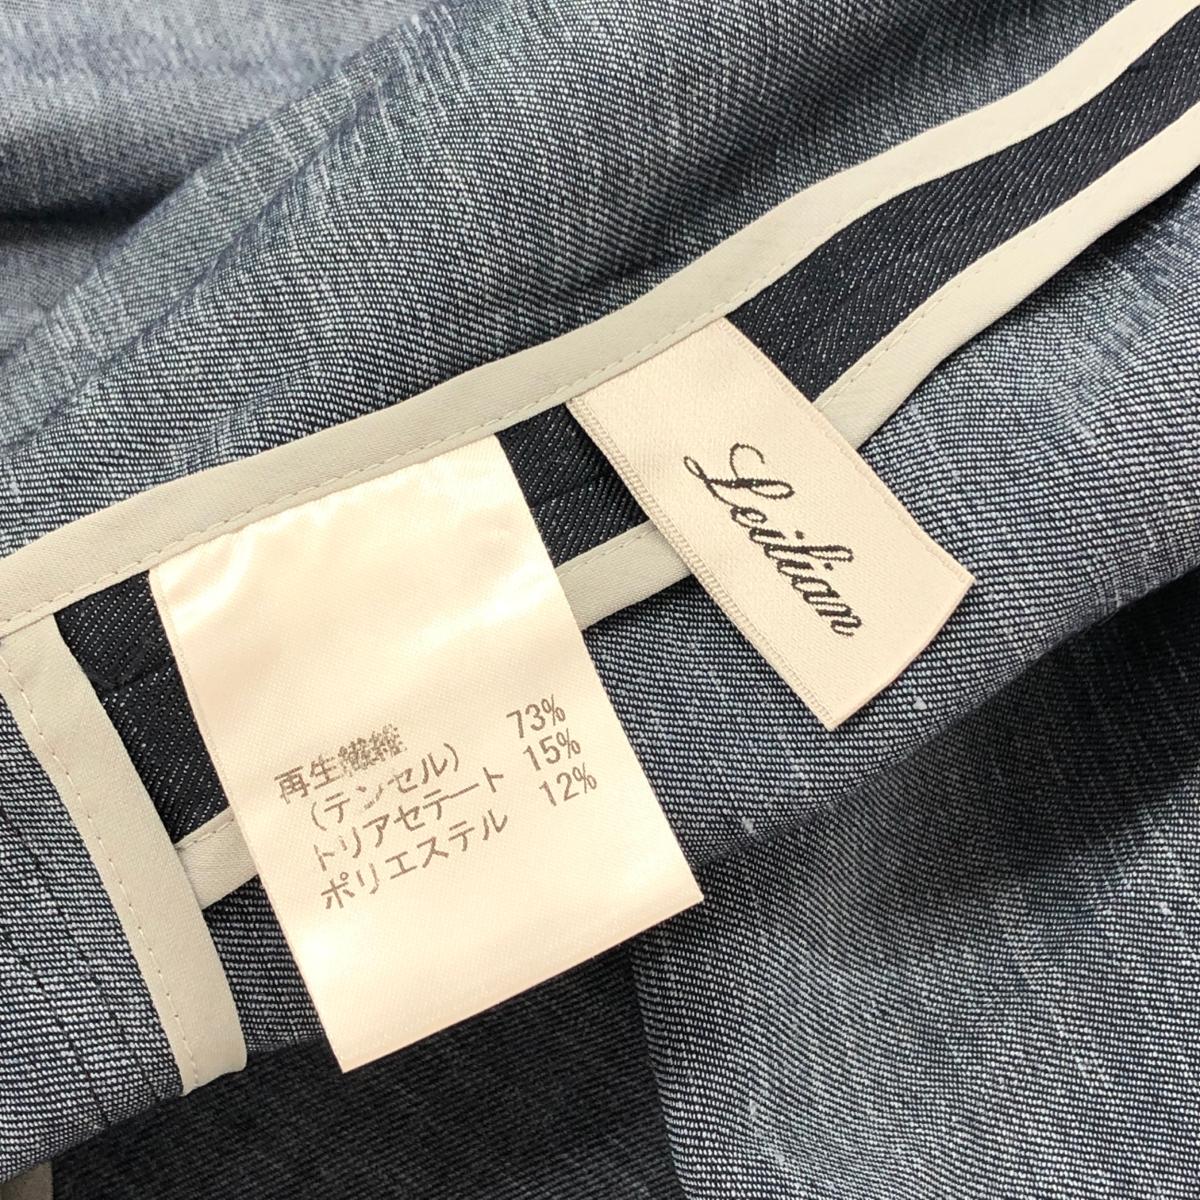 再生繊維 73%
(テンセル)
トリアセテート 15%
ポリエステル 12%
Leilian